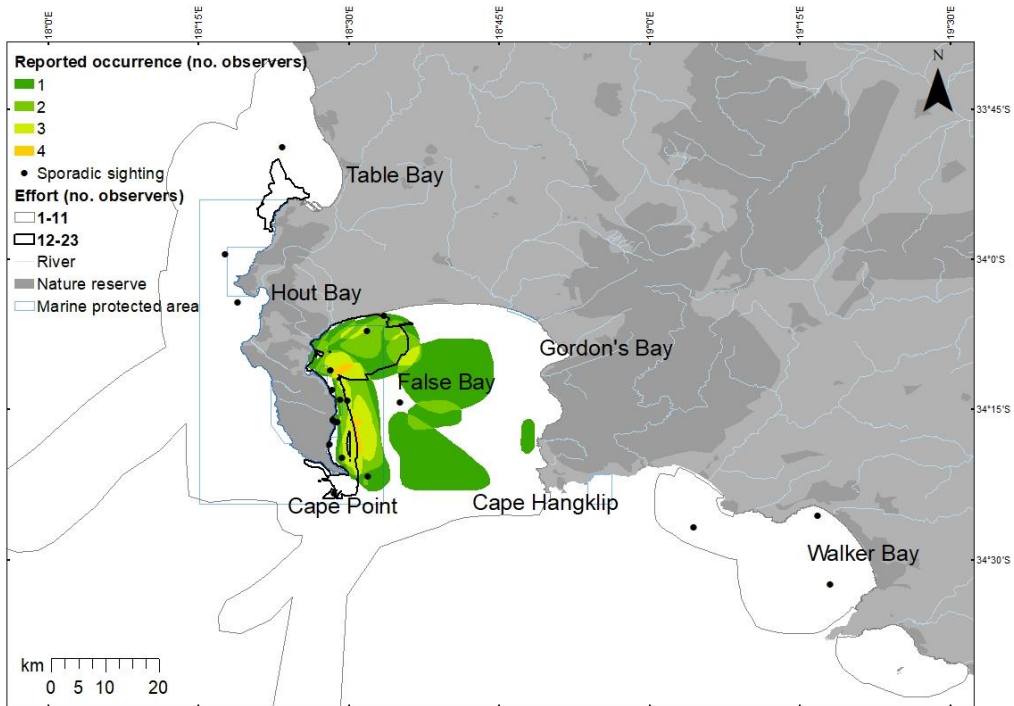 18°0'E 18°15'E 18°30'E 18°45'E 19°0'E 19°15'E 19°30'E
Reported occurrence (no. observers)
1
2
3
4
Sporadic sighting
Effort (no. observers)
1-11
12-23
River
Nature reserve
Marine protected area
N
33°45'S
Table Bay
34°0'S
Hout Bay
Gordon's Bay
False Bay
34°15'S
Cape Point
Cape Hangklip
Walker Bay
34°30'S
km
0 5 10 20